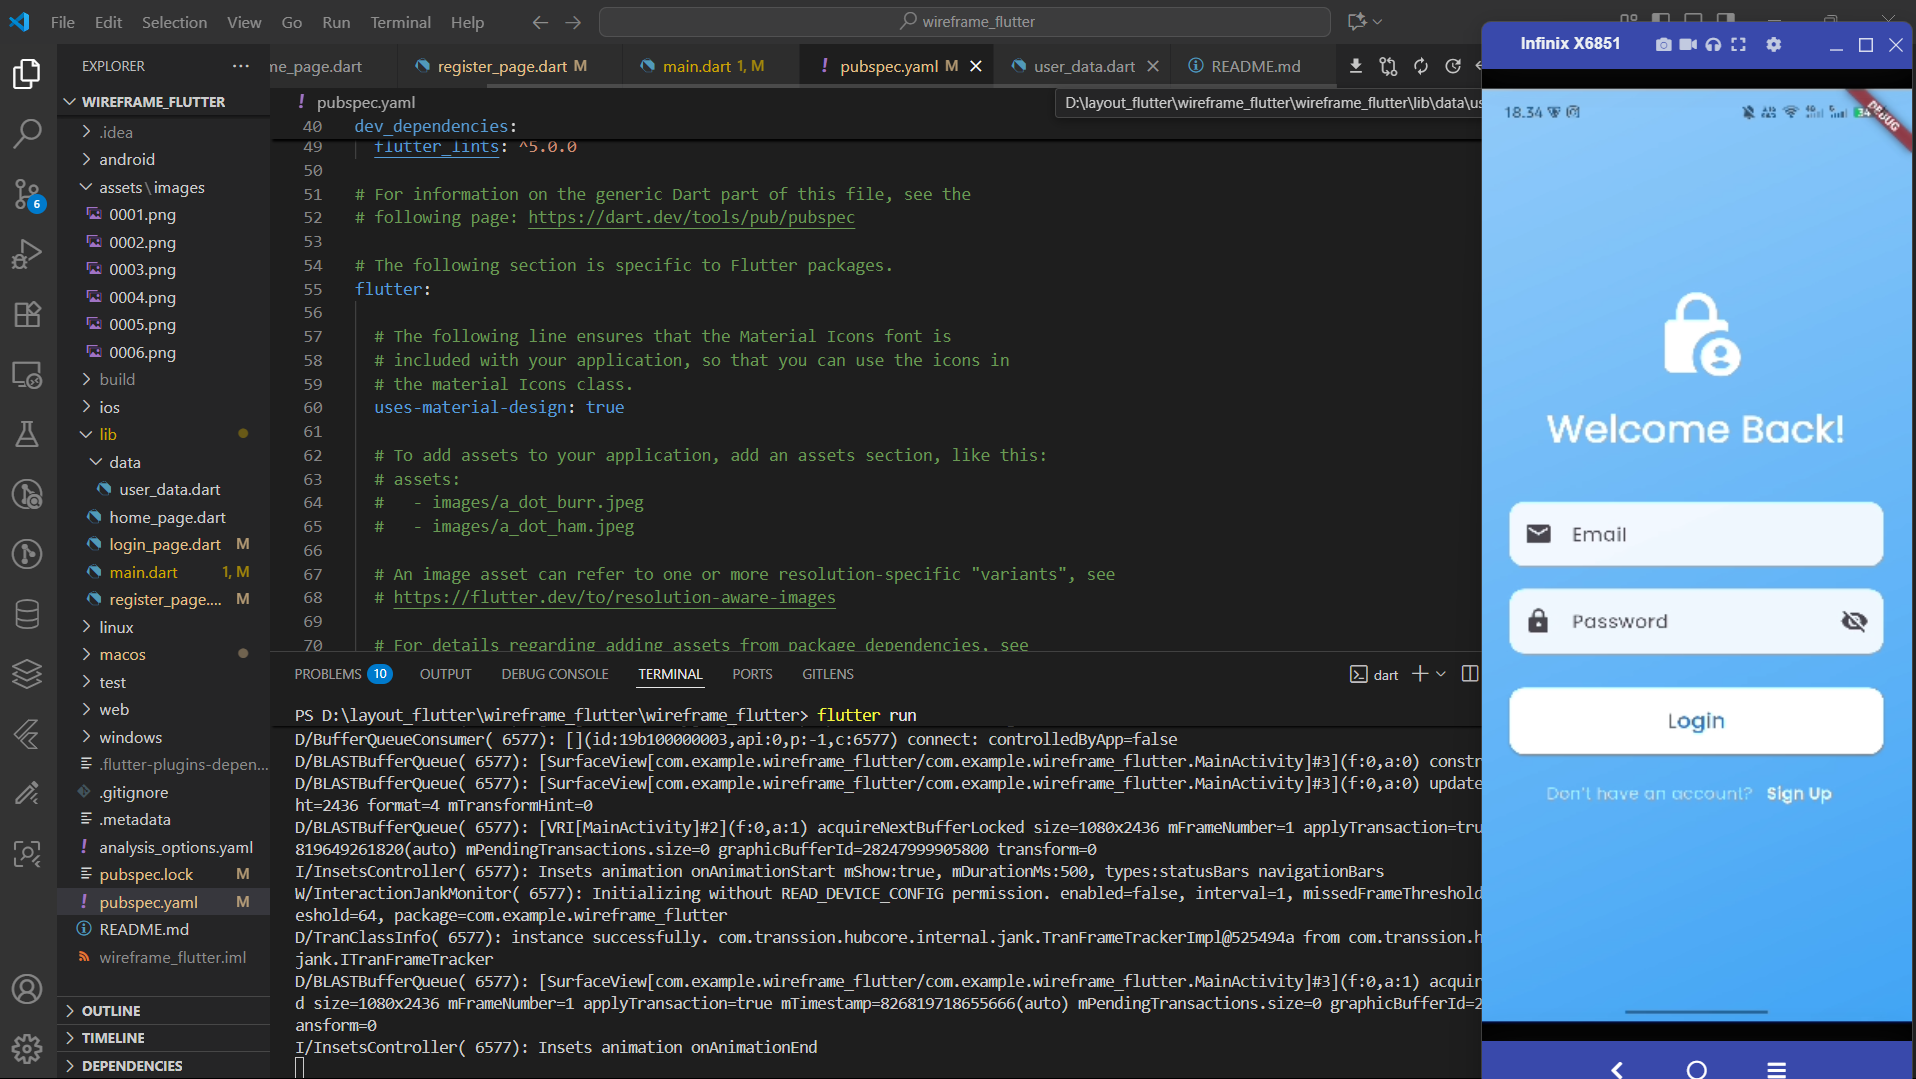 File Edit Selection View Go Run Terminal Help
wireframe_flutter
EXPLORER
WIREFRAME_FLUTTER
.idea
android
assets\images
0001.png
0002.png
0003.png
0004.png
0005.png
0006.png
build
ios
lib
data
user_data.dart
home_page.dart
login_page.dart M
main.dart 1, M
register_page.... M
linux
macos
test
web
windows
.flutter-plugins-depen...
.gitignore
.metadata
analysis_options.yaml
pubspec.lock M
pubspec.yaml M
README.md
wireframe_flutter.iml
OUTLINE
TIMELINE
DEPENDENCIES
6
me_page.dart
register_page.dart M
main.dart 1, M
pubspec.yaml M
user_data.dart
README.md
pubspec.yaml
D:\layout_flutter\wireframe_flutter\wireframe_flutter\lib\data\us
40 dev_dependencies:
49 flutter_lints: ^5.0.0
50
51 # For information on the generic Dart part of this file, see the
52 # following page: https://dart.dev/tools/pub/pubspec
53
54 # The following section is specific to Flutter packages.
55 flutter:
56
57 # The following line ensures that the Material Icons font is
58 # included with your application, so that you can use the icons in
59 # the material Icons class.
60 uses-material-design: true
61
62 # To add assets to your application, add an assets section, like this:
63 # assets:
64 #   - images/a_dot_burr.jpeg
65 #   - images/a_dot_ham.jpeg
66
67 # An image asset can refer to one or more resolution-specific "variants", see
68 # https://flutter.dev/to/resolution-aware-images
69
70 # For details regarding adding assets from package dependencies, see
PROBLEMS 10 OUTPUT DEBUG CONSOLE TERMINAL PORTS GITLENS
dart
PS D:\layout_flutter\wireframe_flutter\wireframe_flutter> flutter run
D/BufferQueueConsumer( 6577): [](id:19b100000003,api:0,p:-1,c:6577) connect: controlledByApp=false
D/BLASTBufferQueue( 6577): [SurfaceView[com.example.wireframe_flutter/com.example.wireframe_flutter.MainActivity]#3](f:0,a:0) constr
D/BLASTBufferQueue( 6577): [SurfaceView[com.example.wireframe_flutter/com.example.wireframe_flutter.MainActivity]#3](f:0,a:0) update
ht=2436 format=4 mTransformHint=0
D/BLASTBufferQueue( 6577): [VRI[MainActivity]#2](f:0,a:1) acquireNextBufferLocked size=1080x2436 mFrameNumber=1 applyTransaction=tru
819649261820(auto) mPendingTransactions.size=0 graphicBufferId=28247999905800 transform=0
I/InsetsController( 6577): Insets animation onAnimationStart mShow:true, mDurationMs:500, types:statusBars navigationBars
W/InteractionJankMonitor( 6577): Initializing without READ_DEVICE_CONFIG permission. enabled=false, interval=1, missedFrameThreshold
eshold=64, package=com.example.wireframe_flutter
D/TranClassInfo( 6577): instance successfully. com.transsion.hubcore.internal.jank.TranFrameTrackerImpl@525494a from com.transsion.h
jank.ITranFrameTracker
D/BLASTBufferQueue( 6577): [SurfaceView[com.example.wireframe_flutter/com.example.wireframe_flutter.MainActivity]#3](f:0,a:1) acquir
d size=1080x2436 mFrameNumber=1 applyTransaction=true mTimestamp=826819718655666(auto) mPendingTransactions.size=0 graphicBufferId=2
ansform=0
I/InsetsController( 6577): Insets animation onAnimationEnd
Infinix X6851
18.34
DEBUG
Welcome Back!
Email
Password
Login
Don't have an account? Sign Up